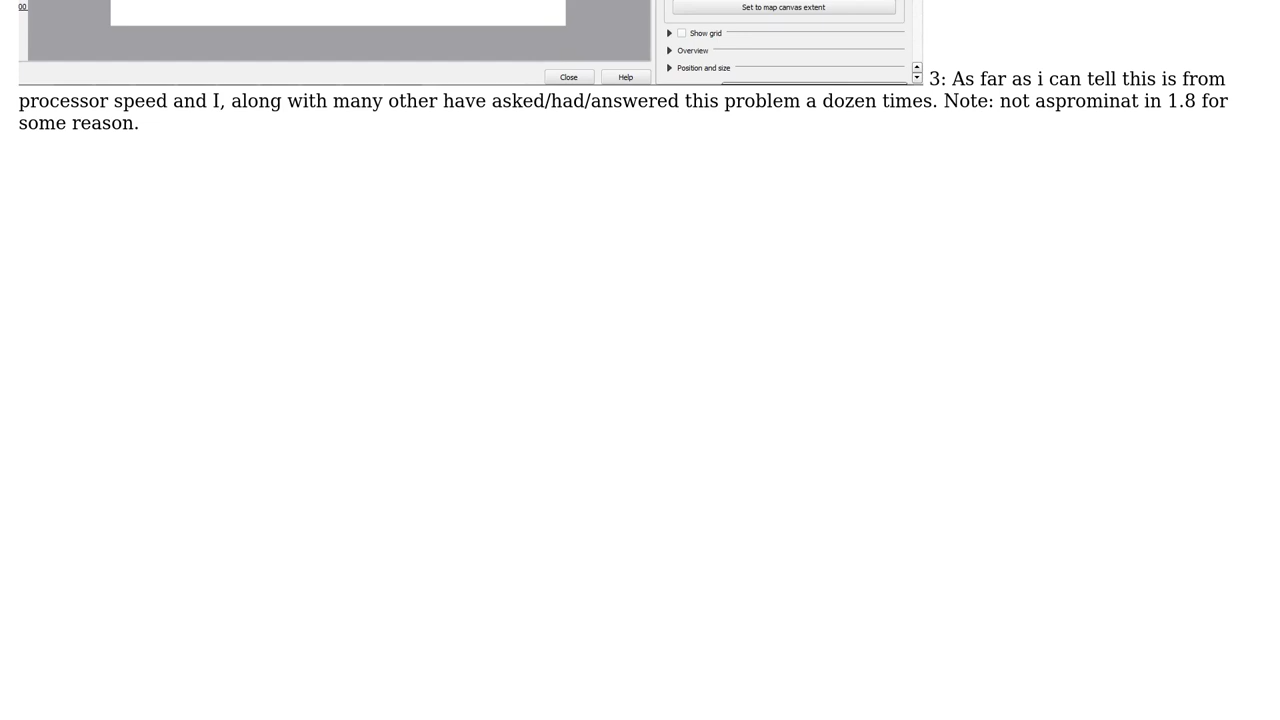 00
Set to map canvas extent
Show grid
Overview
Position and size
Close Help
3: As far as i can tell this is from
processor speed and I, along with many other have asked/had/answered this problem a dozen times. Note: not asprominat in 1.8 for
some reason.